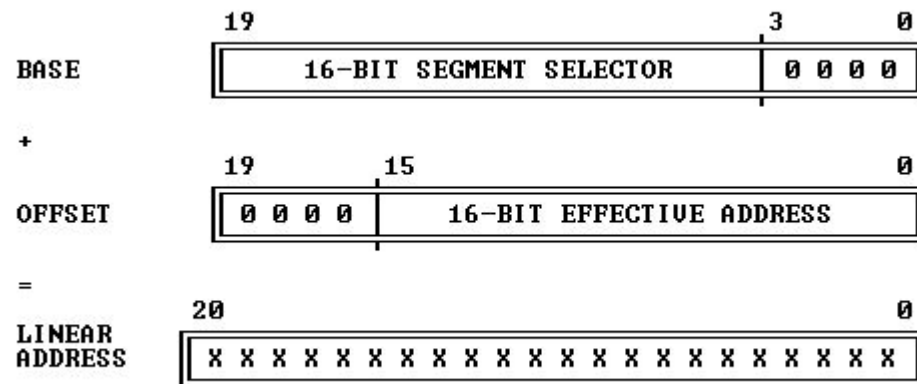 19 3 0
BASE 16-BIT SEGMENT SELECTOR 0 0 0 0
+
19 15 0
OFFSET 0 0 0 0 16-BIT EFFECTIVE ADDRESS
=
20 0
LINEAR
ADDRESS X X X X X X X X X X X X X X X X X X X X X X